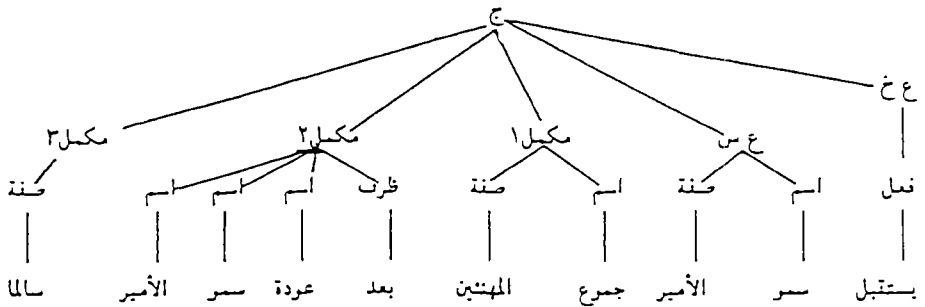 ج
ع خ
ع س مكمل١ مكمل٢ مكمل٣
فعل اسم صفة اسم صفة ظرف اسم اسم اسم صفة
يستقبل سمو الأمير جموع المهنئين بعد عودة سمو الأمير سالما